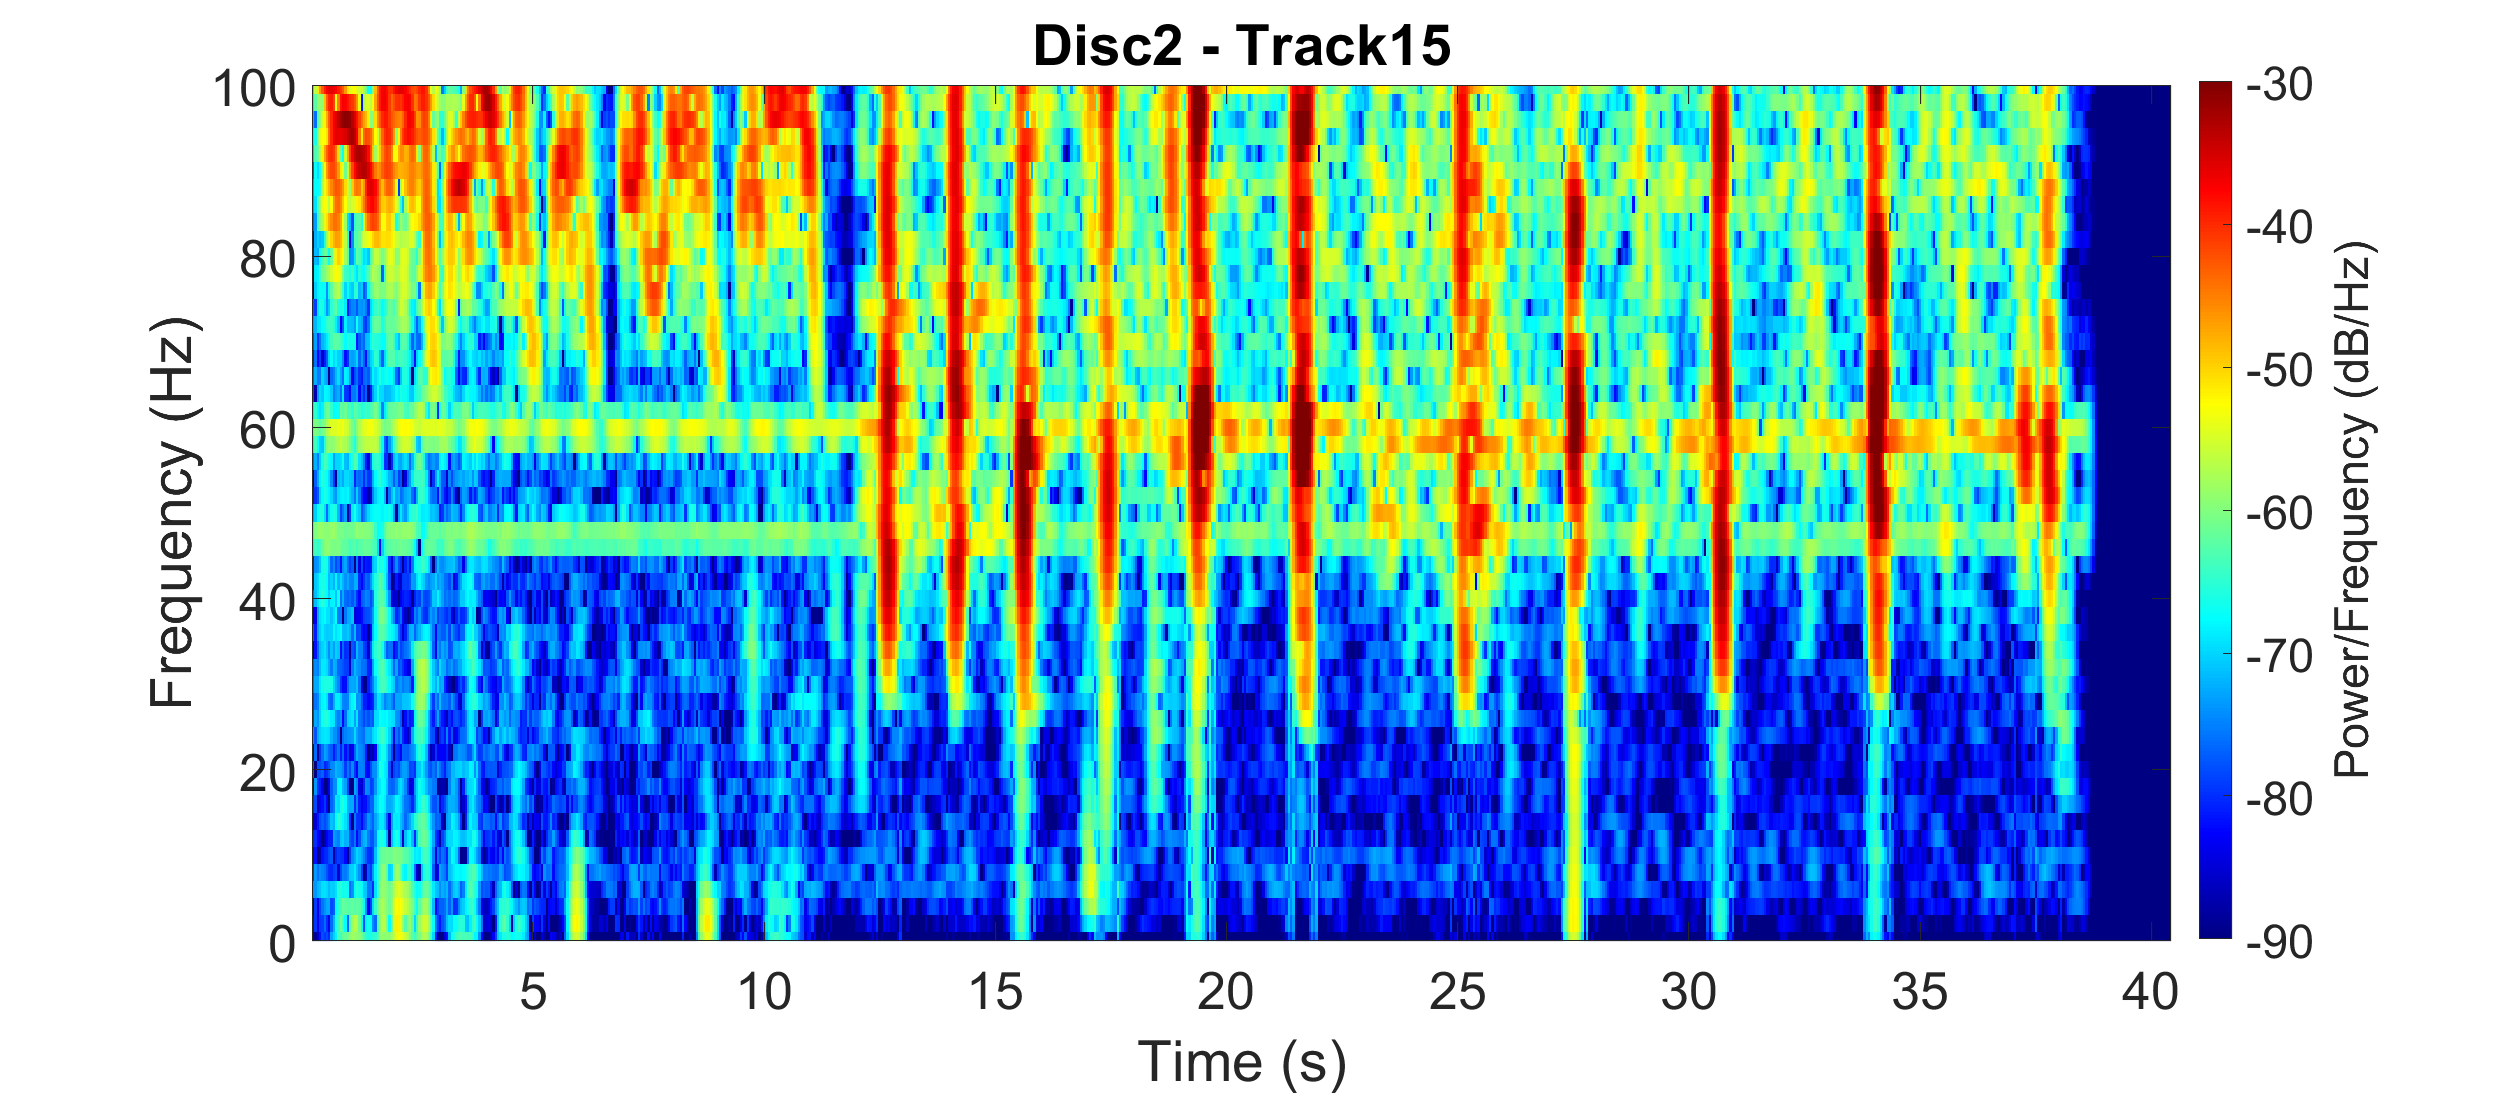 Disc2 - Track15
Frequency (Hz)
100
80
60
40
20
0
5 10 15 20 25 30 35 40
Time (s)
-30
-40
-50
-60
-70
-80
-90
Power/Frequency (dB/Hz)